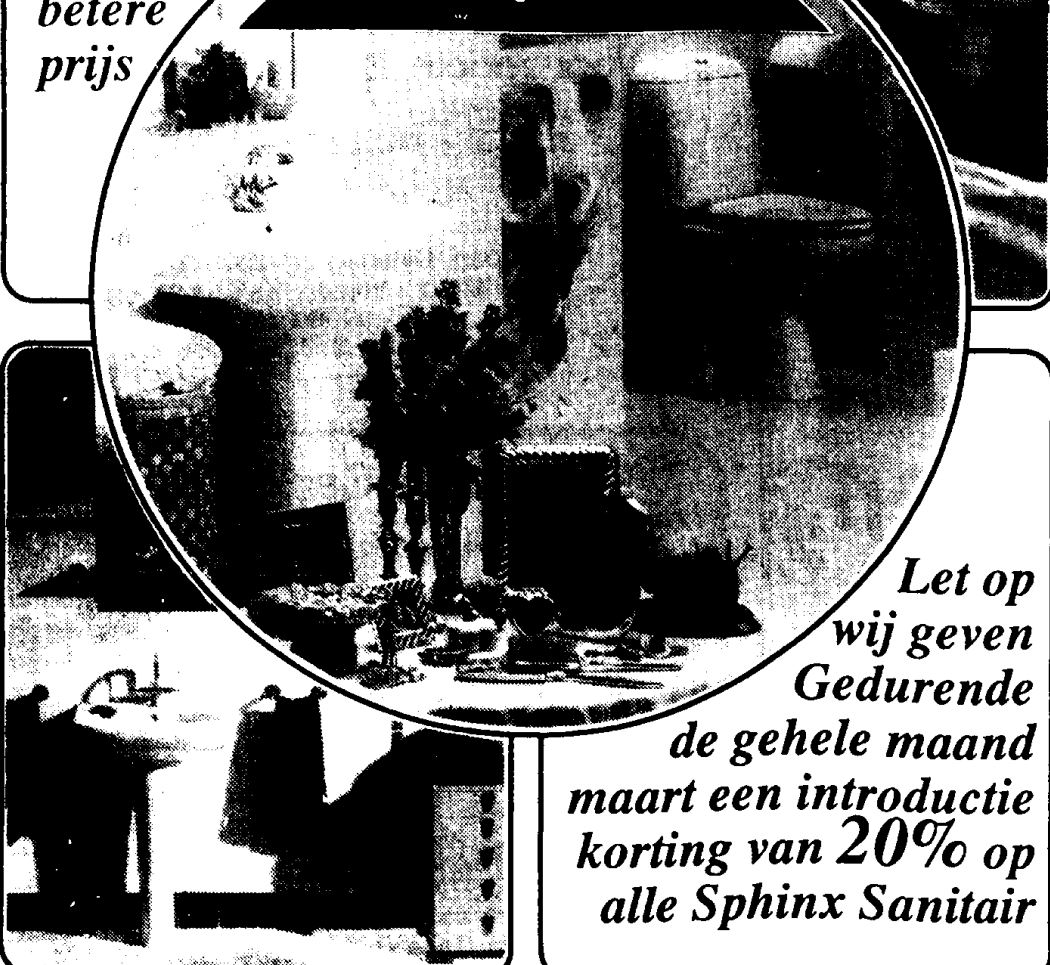 betere
prijs
Let op
wij geven
Gedurende
de gehele maand
maart een introductie
korting van 20% op
alle Sphinx Sanitair